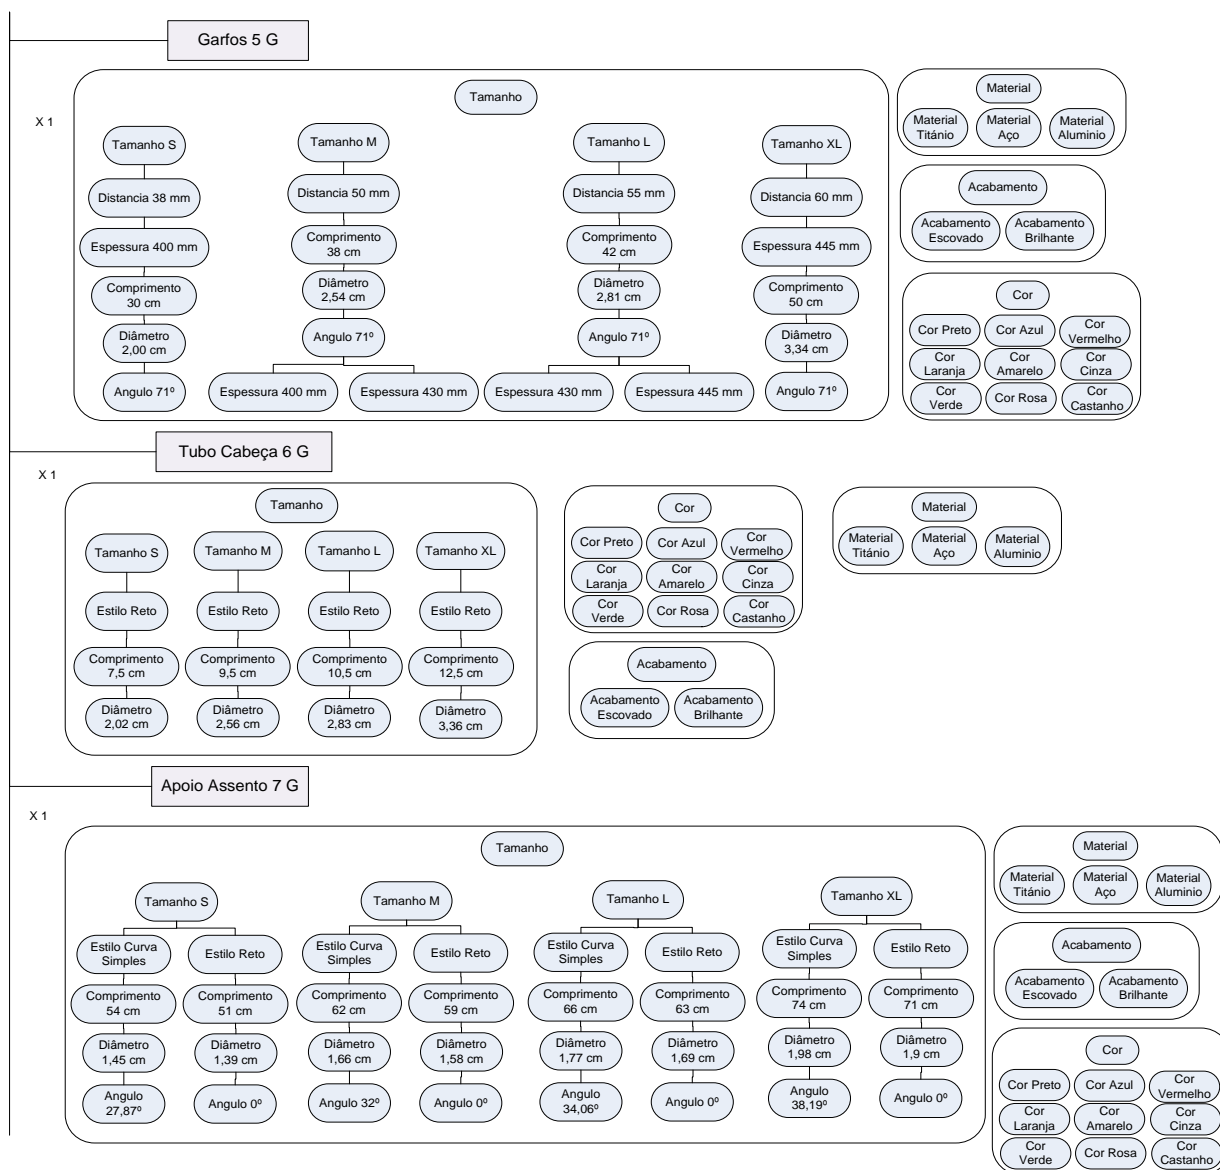 Garfos 5 G
X 1
Tamanho
Tamanho S
Distancia 38 mm
Espessura 400 mm
Comprimento
30 cm
Diâmetro
2,00 cm
Angulo 71º
Tamanho M
Distancia 50 mm
Comprimento
38 cm
Diâmetro
2,54 cm
Angulo 71º
Espessura 400 mm
Espessura 430 mm
Tamanho L
Distancia 55 mm
Comprimento
42 cm
Diâmetro
2,81 cm
Angulo 71º
Espessura 430 mm
Espessura 445 mm
Tamanho XL
Distancia 60 mm
Espessura 445 mm
Comprimento
50 cm
Diâmetro
3,34 cm
Angulo 71º
Material
Material
Titánio
Material
Aço
Material
Aluminio
Acabamento
Acabamento
Escovado
Acabamento
Brilhante
Cor
Cor Preto
Cor Azul
Cor
Vermelho
Cor
Laranja
Cor
Amarelo
Cor
Cinza
Cor
Verde
Cor Rosa
Cor
Castanho
Tubo Cabeça 6 G
X 1
Tamanho
Tamanho S
Estilo Reto
Comprimento
7,5 cm
Diâmetro
2,02 cm
Tamanho M
Estilo Reto
Comprimento
9,5 cm
Diâmetro
2,56 cm
Tamanho L
Estilo Reto
Comprimento
10,5 cm
Diâmetro
2,83 cm
Tamanho XL
Estilo Reto
Comprimento
12,5 cm
Diâmetro
3,36 cm
Cor
Cor Preto
Cor Azul
Cor
Vermelho
Cor
Laranja
Cor
Amarelo
Cor
Cinza
Cor
Verde
Cor Rosa
Cor
Castanho
Acabamento
Acabamento
Escovado
Acabamento
Brilhante
Material
Material
Titánio
Material
Aço
Material
Aluminio
Apoio Assento 7 G
X 1
Tamanho
Tamanho S
Estilo Curva
Simples
Comprimento
54 cm
Diâmetro
1,45 cm
Angulo
27,87º
Estilo Reto
Comprimento
51 cm
Diâmetro
1,39 cm
Angulo 0º
Tamanho M
Estilo Curva
Simples
Comprimento
62 cm
Diâmetro
1,66 cm
Angulo 32º
Estilo Reto
Comprimento
59 cm
Diâmetro
1,58 cm
Angulo 0º
Tamanho L
Estilo Curva
Simples
Comprimento
66 cm
Diâmetro
1,77 cm
Angulo
34,06º
Estilo Reto
Comprimento
63 cm
Diâmetro
1,69 cm
Angulo 0º
Tamanho XL
Estilo Curva
Simples
Comprimento
74 cm
Diâmetro
1,98 cm
Angulo
38,19º
Estilo Reto
Comprimento
71 cm
Diâmetro
1,9 cm
Angulo 0º
Material
Material
Titánio
Material
Aço
Material
Aluminio
Acabamento
Acabamento
Escovado
Acabamento
Brilhante
Cor
Cor Preto
Cor Azul
Cor
Vermelho
Cor
Laranja
Cor
Amarelo
Cor
Cinza
Cor
Verde
Cor Rosa
Cor
Castanho